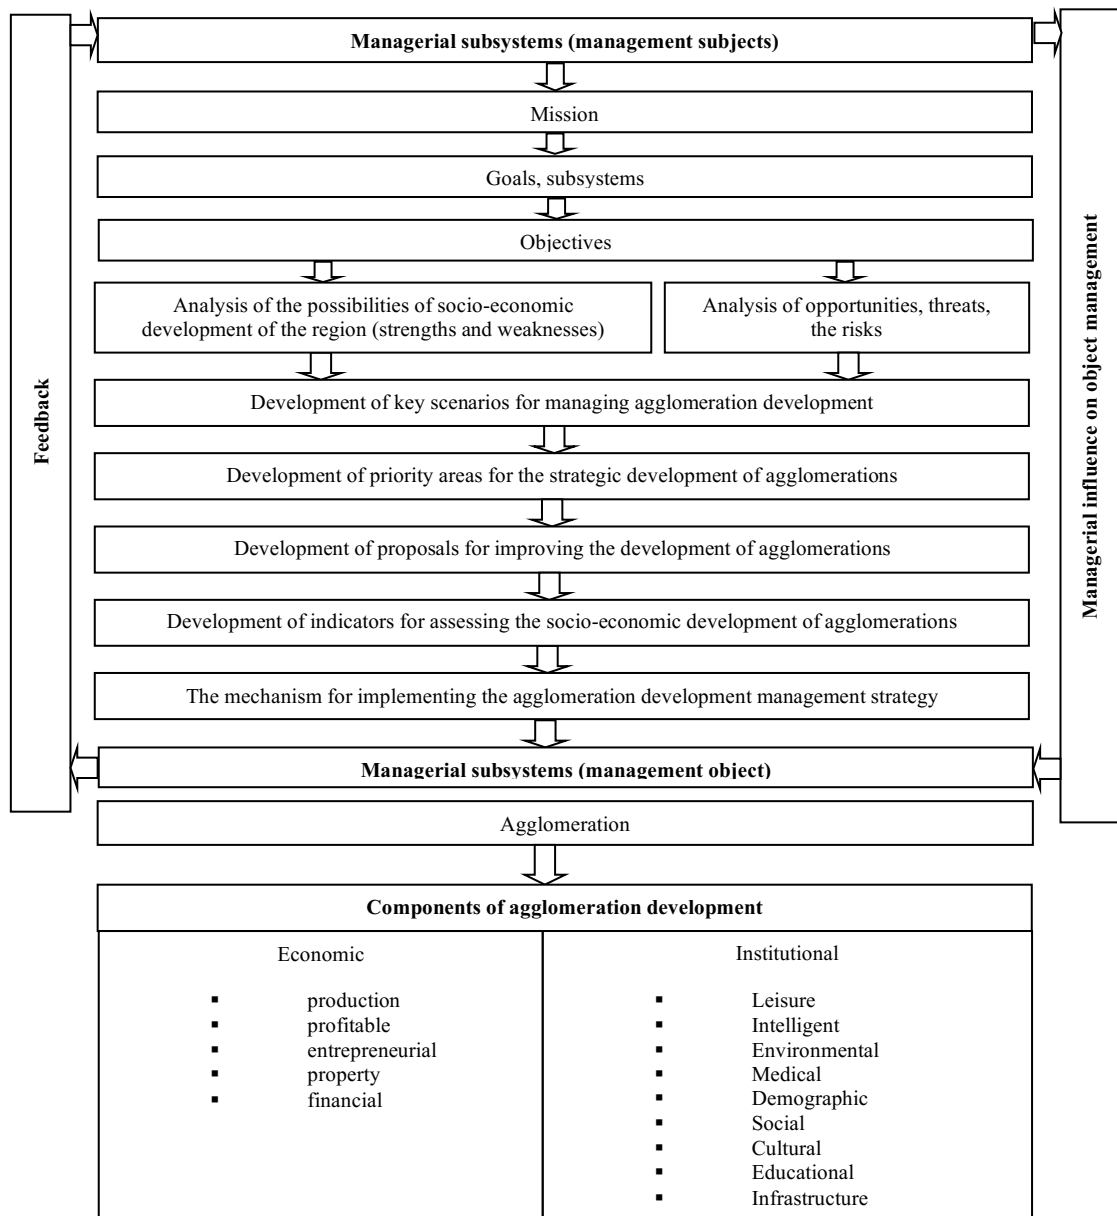 Managerial subsystems (management subjects)
Mission
Goals, subsystems
Objectives
Analysis of the possibilities of socio-economic
development of the region (strengths and weaknesses)
Analysis of opportunities, threats,
the risks
Development of key scenarios for managing agglomeration development
Development of priority areas for the strategic development of agglomerations
Development of proposals for improving the development of agglomerations
Development of indicators for assessing the socio-economic development of agglomerations
The mechanism for implementing the agglomeration development management strategy
Managerial subsystems (management object)
Agglomeration
Feedback
Managerial influence on object management
Components of agglomeration development
Economic
▪ production
▪ profitable
▪ entrepreneurial
▪ property
▪ financial
Institutional
▪ Leisure
▪ Intelligent
▪ Environmental
▪ Medical
▪ Demographic
▪ Social
▪ Cultural
▪ Educational
▪ Infrastructure